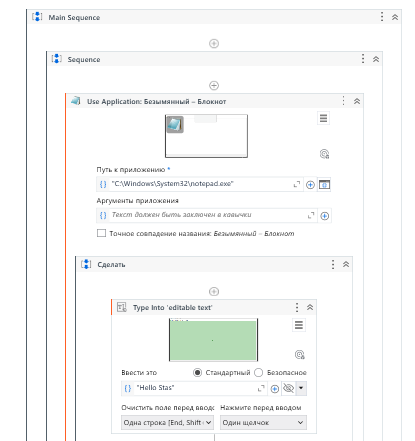 Main Sequence
Sequence
Use Application: Безымянный – Блокнот
Путь к приложению *
"C:\Windows\System32\notepad.exe"
Аргументы приложения
Текст должен быть заключен в кавычки
Точное совпадение названия: Безымянный – Блокнот
Сделать
Type Into 'editable text'
Ввести это Стандартный Безопасное
"Hello Stas"
Очистить поле перед вводо Нажмите перед вводом
Одна строка [End, Shift Один щелчок